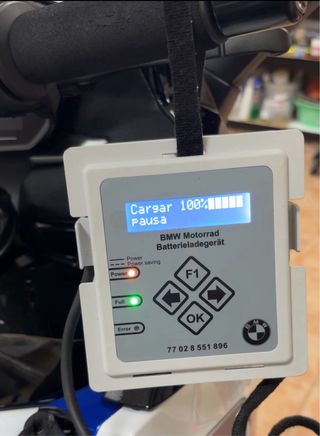 Cargar 100%
pausa
BMW Motorrad
Batterieladegerät
Power
Power saving
Power
F1
Full
OK
Error
BMW
77 02 8 551 896